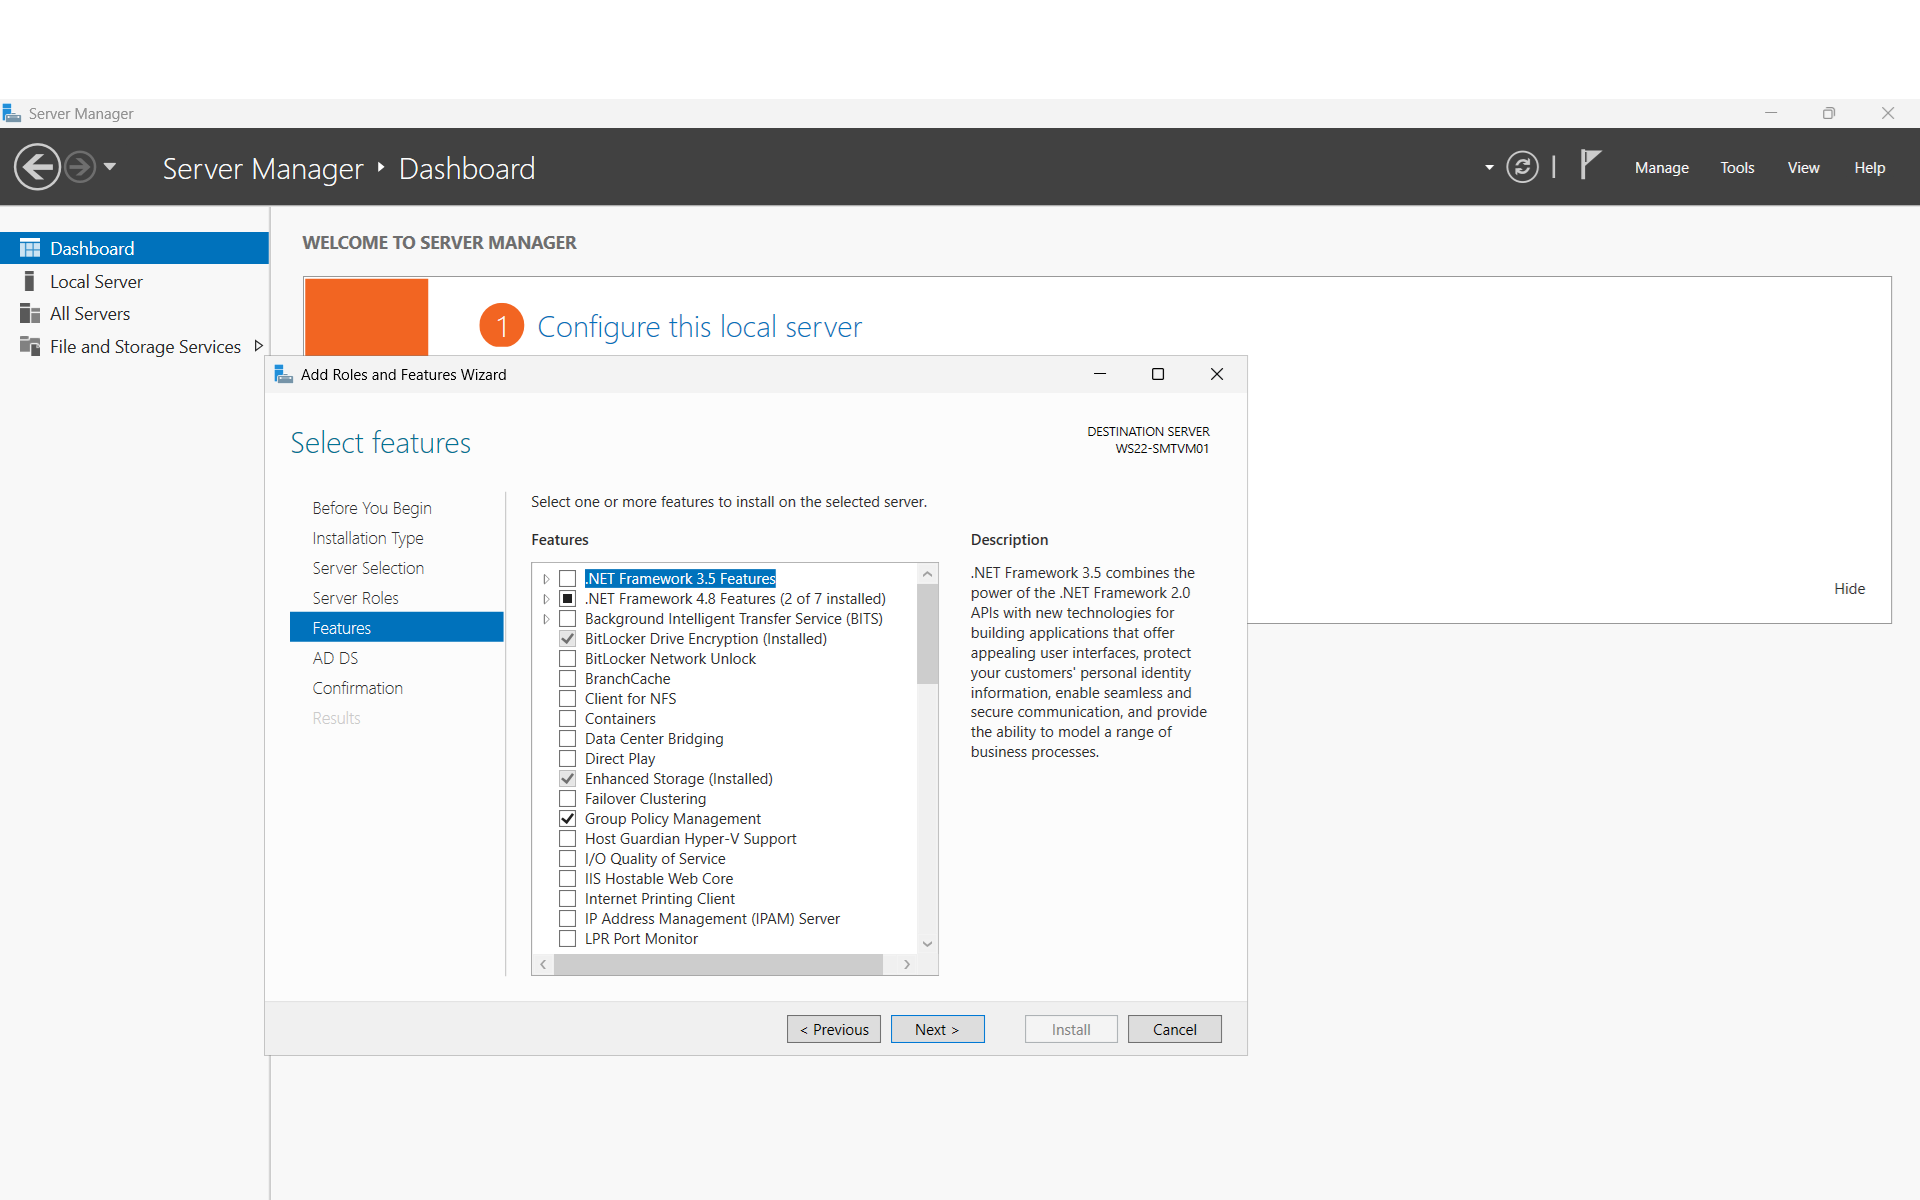 Server Manager
Server Manager ‣ Dashboard
Manage
Tools
View
Help
Dashboard
Local Server
All Servers
File and Storage Services
WELCOME TO SERVER MANAGER
1 Configure this local server
Hide
Add Roles and Features Wizard
Select features
DESTINATION SERVER
WS22-SMTVM01
Before You Begin
Installation Type
Server Selection
Server Roles
Features
AD DS
Confirmation
Results
Select one or more features to install on the selected server.
Features
.NET Framework 3.5 Features
.NET Framework 4.8 Features (2 of 7 installed)
Background Intelligent Transfer Service (BITS)
BitLocker Drive Encryption (Installed)
BitLocker Network Unlock
BranchCache
Client for NFS
Containers
Data Center Bridging
Direct Play
Enhanced Storage (Installed)
Failover Clustering
Group Policy Management
Host Guardian Hyper-V Support
I/O Quality of Service
IIS Hostable Web Core
Internet Printing Client
IP Address Management (IPAM) Server
LPR Port Monitor
Description
.NET Framework 3.5 combines the
power of the .NET Framework 2.0
APIs with new technologies for
building applications that offer
appealing user interfaces, protect
your customers' personal identity
information, enable seamless and
secure communication, and provide
the ability to model a range of
business processes.
< Previous
Next >
Install
Cancel